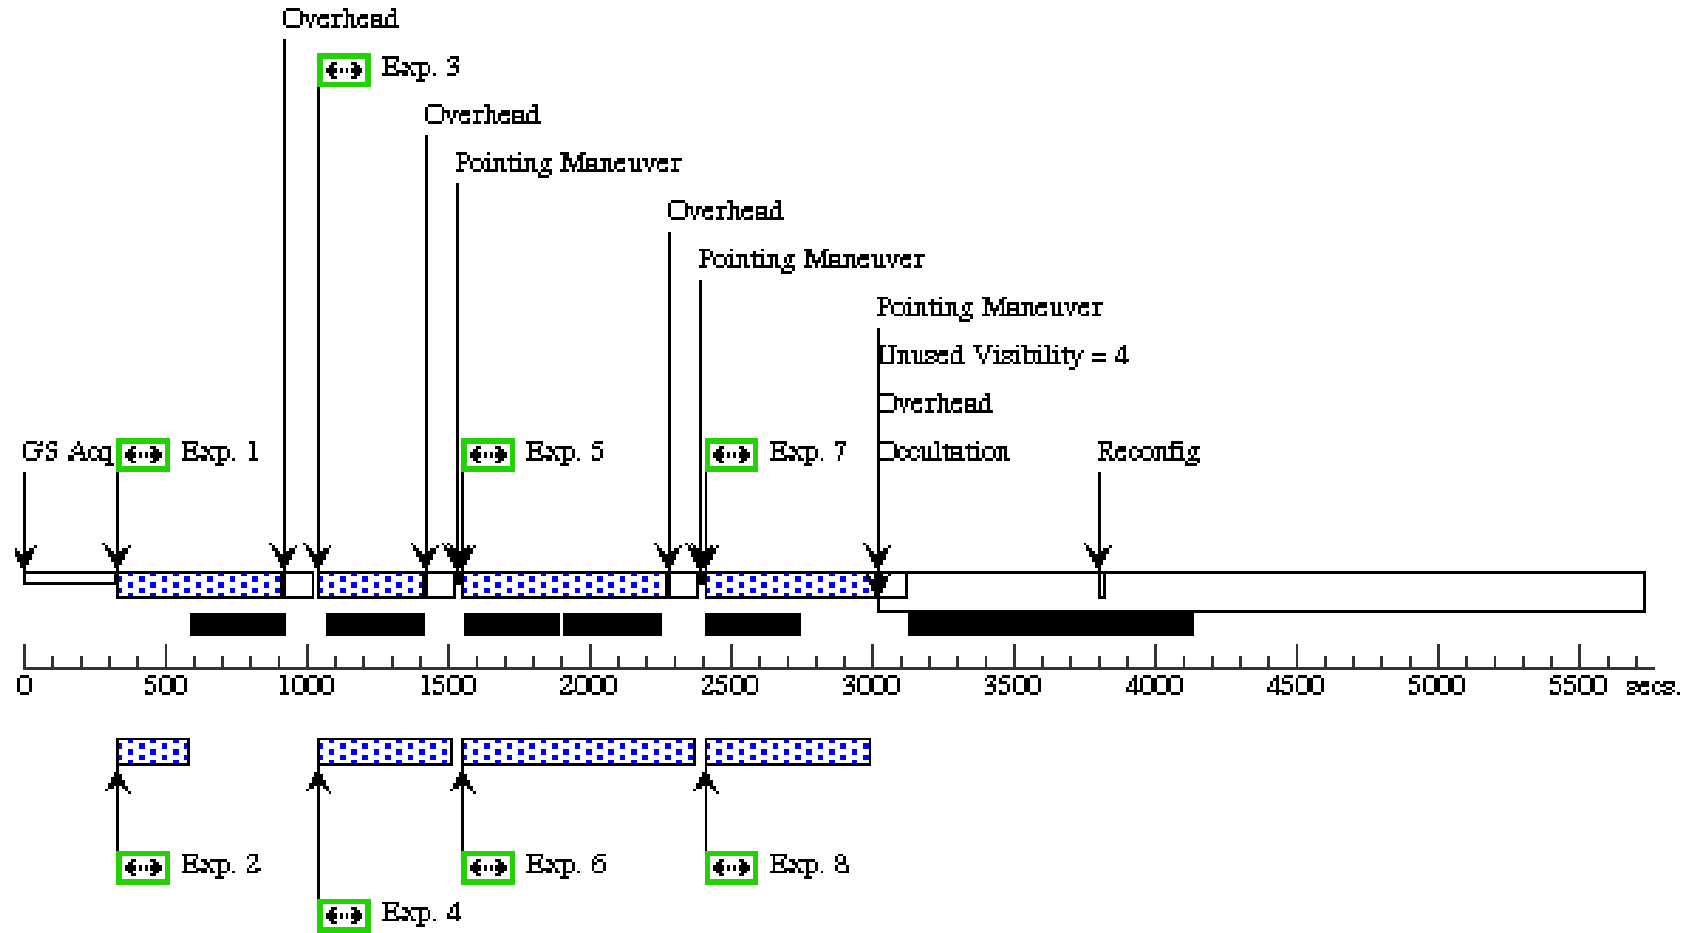 Overhead
Exp. 3
Overhead
Pointing Maneuver
Overhead
Pointing Maneuver
Pointing Maneuver
Unused Visibility = 4
Overhead
GS Acq Exp. 1 Exp. 5 Exp. 7 Occultation Reconfig
0 500 1000 1500 2000 2500 3000 3500 4000 4500 5000 5500 secs.
Exp. 2 Exp. 6 Exp. 8
Exp. 4